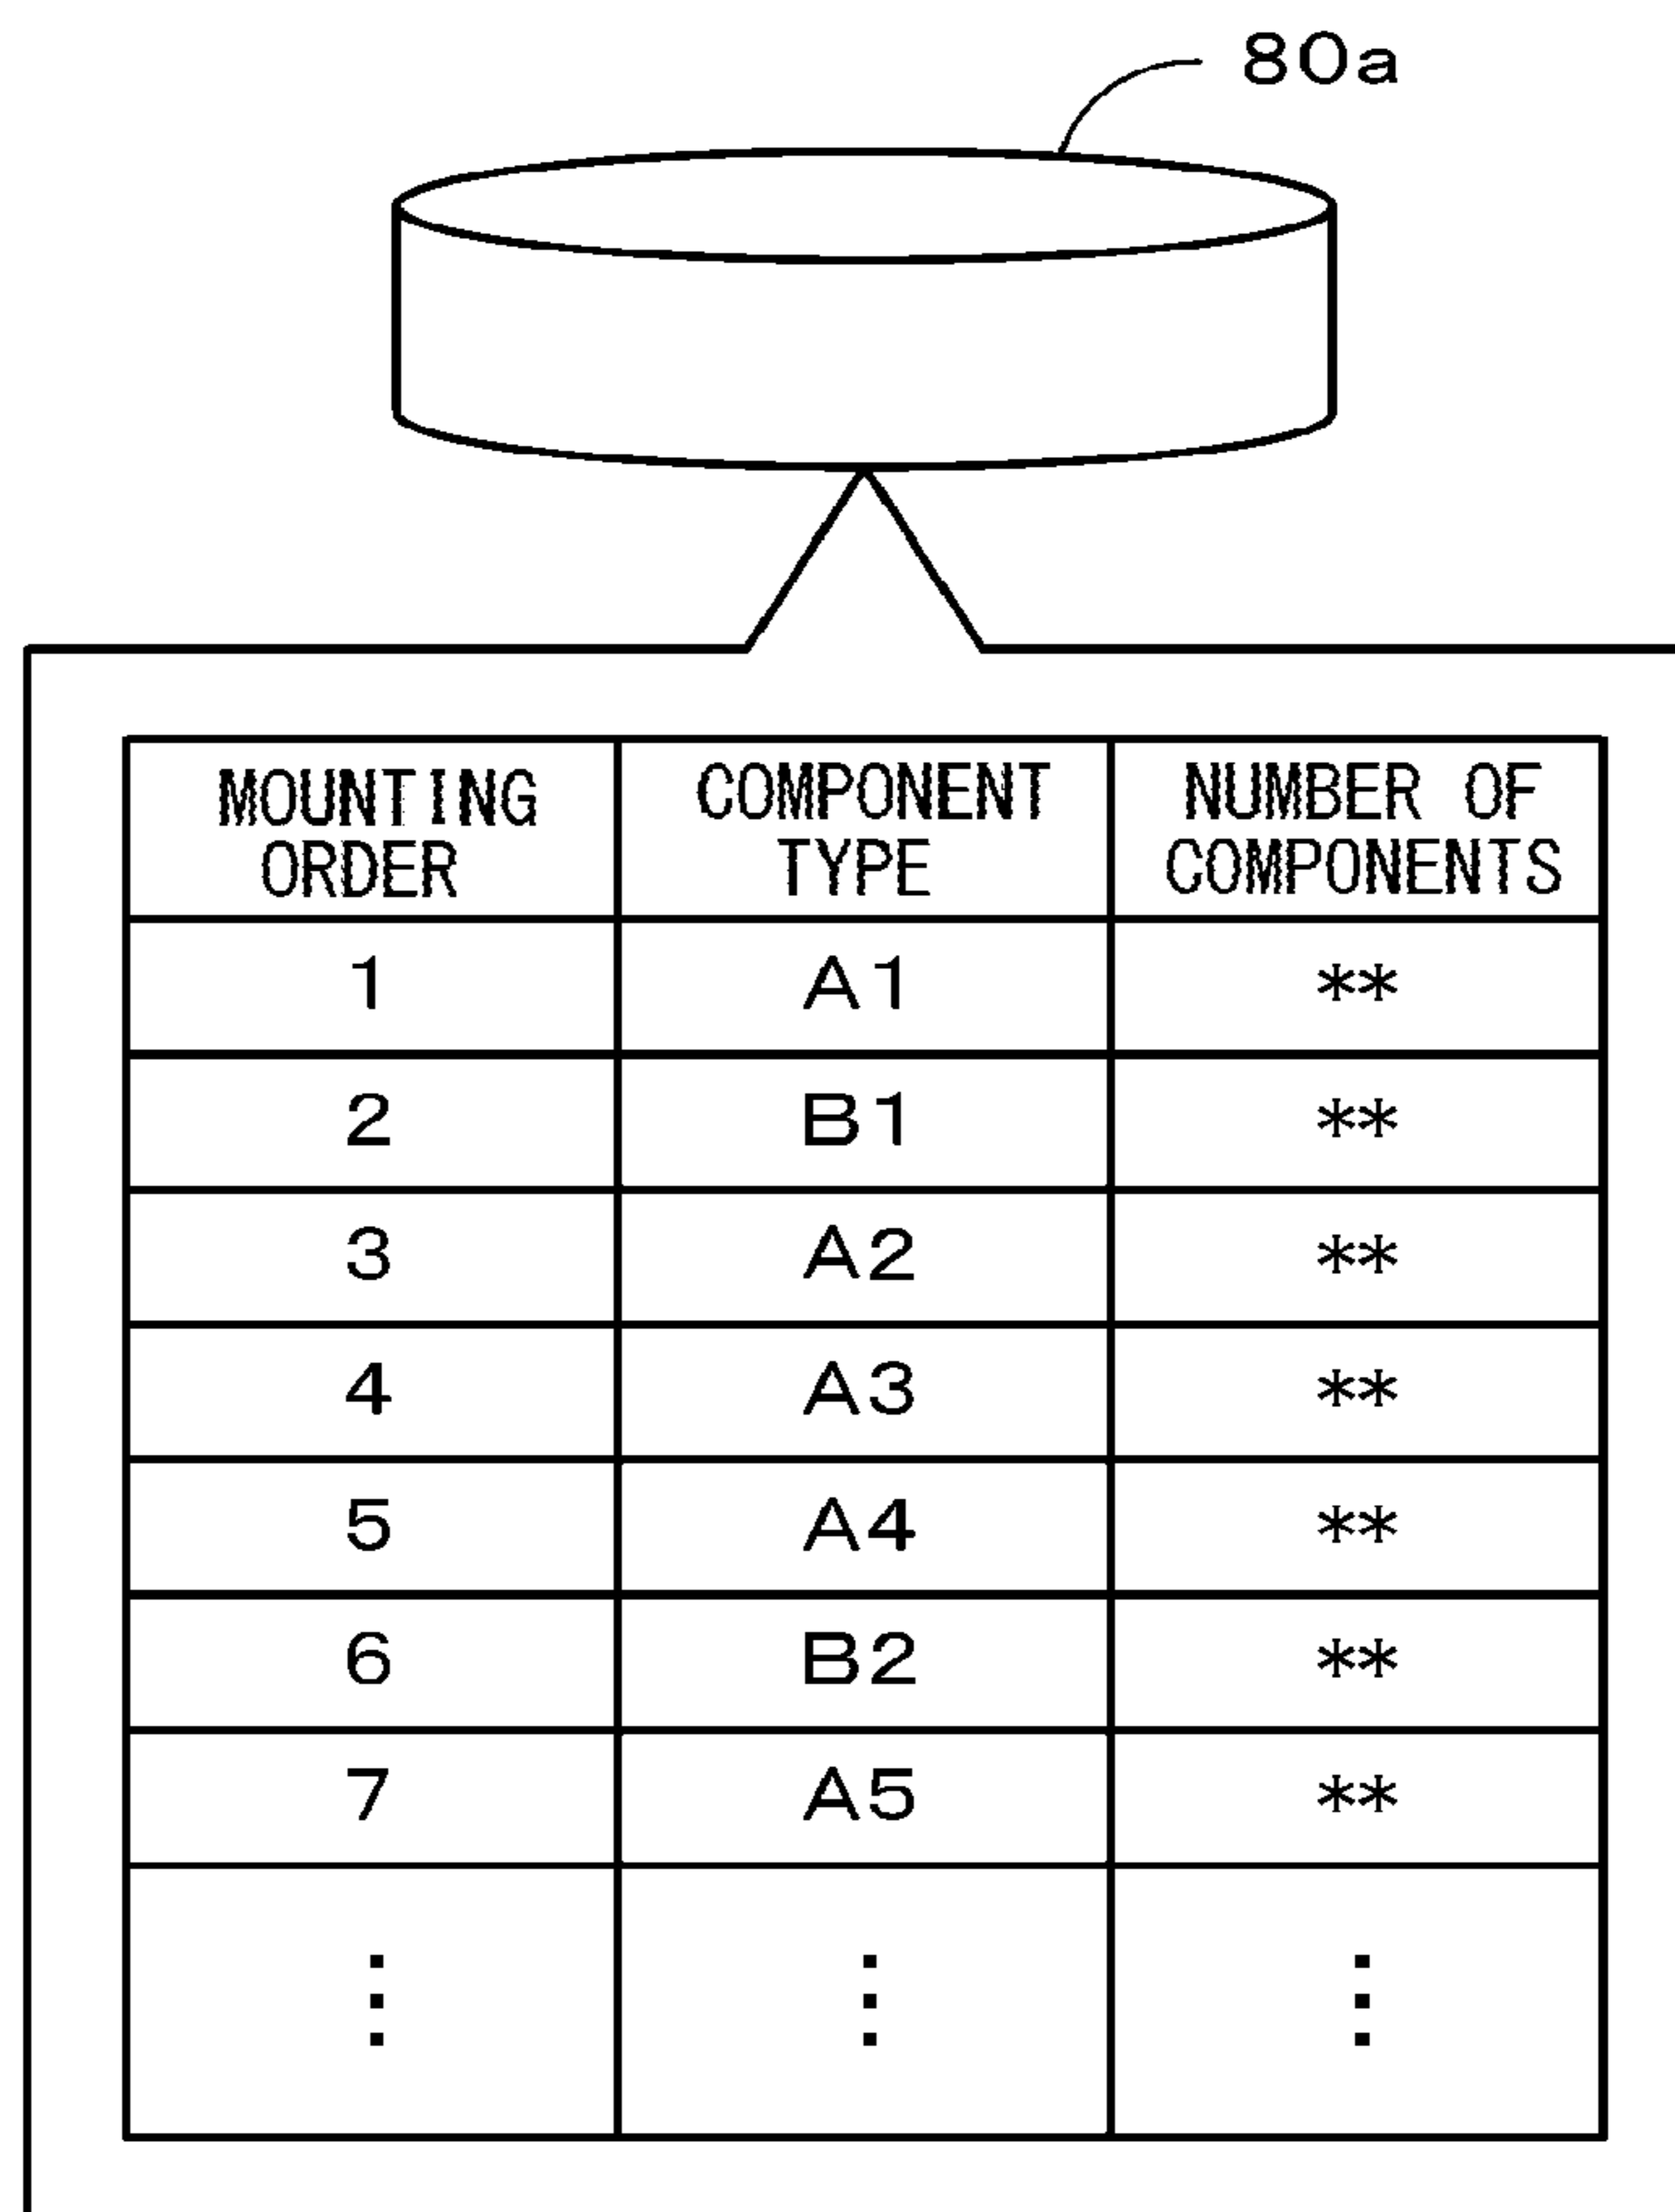 80a
MOUNTING ORDER COMPONENT TYPE NUMBER OF COMPONENTS
1 A1 **
2 B1 **
3 A2 **
4 A3 **
5 A4 **
6 B2 **
7 A5 **
⋮ ⋮ ⋮